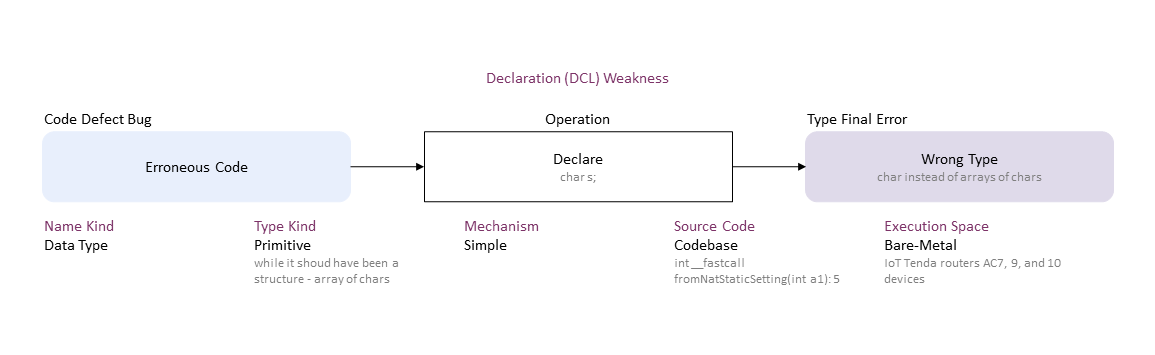 Declaration (DCL) Weakness
Code Defect Bug
Operation
Type Final Error
Erroneous Code
Declare
char s;
Wrong Type
char instead of arrays of chars
Name Kind
Data Type
Type Kind
Primitive
while it shoud have been a
structure - array of chars
Mechanism
Simple
Source Code
Codebase
int __fastcall
fromNatStaticSetting(int a1): 5
Execution Space
Bare-Metal
IoT Tenda routers AC7, 9, and 10
devices